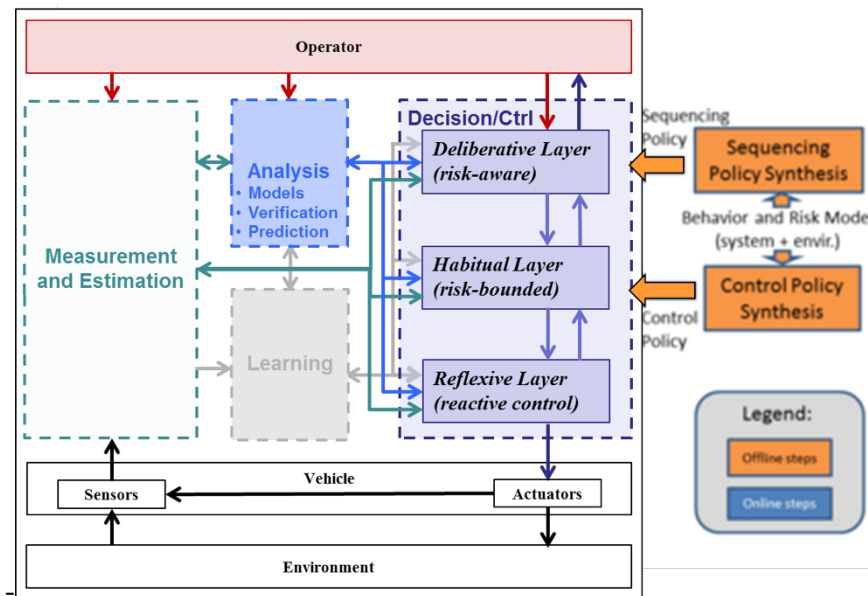 Operator
Decision/Ctrl
Analysis
• Models
• Verification
• Prediction
Measurement
and Estimation
Learning
Deliberative Layer
(risk-aware)
Habitual Layer
(risk-bounded)
Reflexive Layer
(reactive control)
Sequencing
Policy
Sequencing
Policy Synthesis
Behavior and Risk Mode
(system + envir.)
Control Policy
Synthesis
Control
Policy
Legend:
Offline steps
Online steps
Vehicle
Sensors
Actuators
Environment